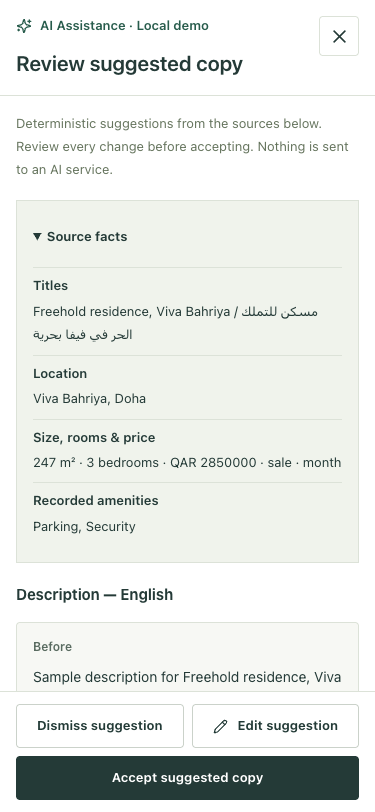 AI Assistance · Local demo
Review suggested copy
Deterministic suggestions from the sources below.
Review every change before accepting. Nothing is sent
to an AI service.
▼ Source facts
Titles
Freehold residence, Viva Bahriya / مسكن للتملك
الحر في فيفا بحرية
Location
Viva Bahriya, Doha
Size, rooms & price
247 m² · 3 bedrooms · QAR 2850000 · sale · month
Recorded amenities
Parking, Security
Description — English
Before
Sample description for Freehold residence, Viva
Dismiss suggestion
Edit suggestion
Accept suggested copy